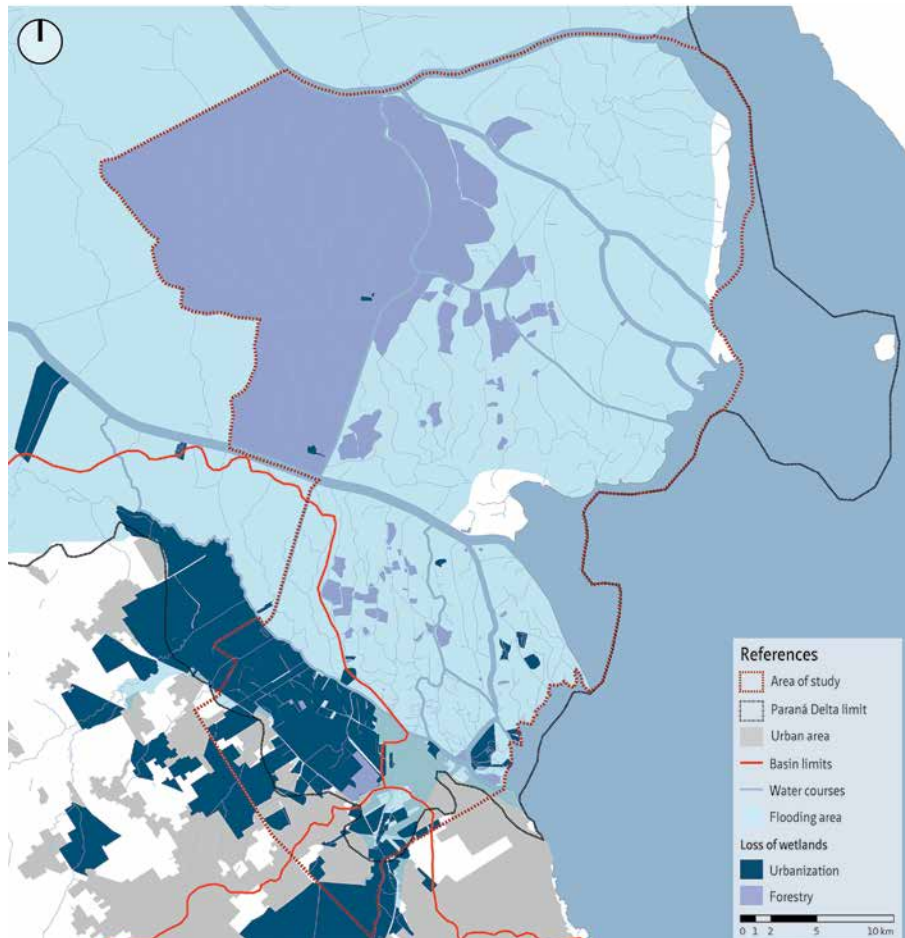 References
Area of study
Paraná Delta limit
Urban area
Basin limits
Water courses
Flooding area
Loss of wetlands
Urbanization
Forestry
0 1 2 5 10 km